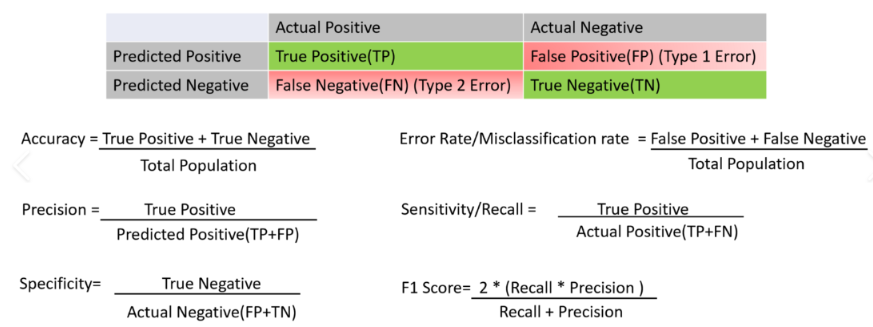 Actual Positive Actual Negative
Predicted Positive True Positive(TP) False Positive(FP) (Type 1 Error)
Predicted Negative False Negative(FN) (Type 2 Error) True Negative(TN)
Accuracy = True Positive + True Negative Error Rate/Misclassification rate = False Positive + False Negative
Total Population Total Population
Precision = True Positive Sensitivity/Recall = True Positive
Predicted Positive(TP+FP) Actual Positive(TP+FN)
Specificity= True Negative F1 Score= 2 * (Recall * Precision )
Actual Negative(FP+TN) Recall + Precision